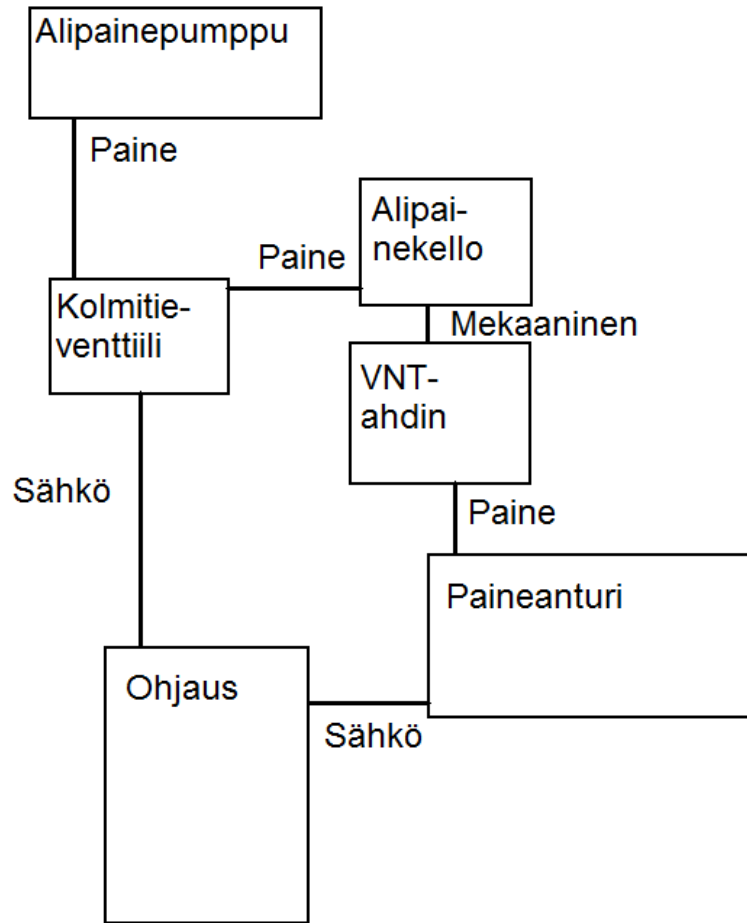 Alipainepumppu
Paine
Alipai-
nekello
Paine
Kolmitie-
venttiili
Mekaaninen
VNT-
ahdin
Sähkö
Paine
Paineanturi
Ohjaus
Sähkö